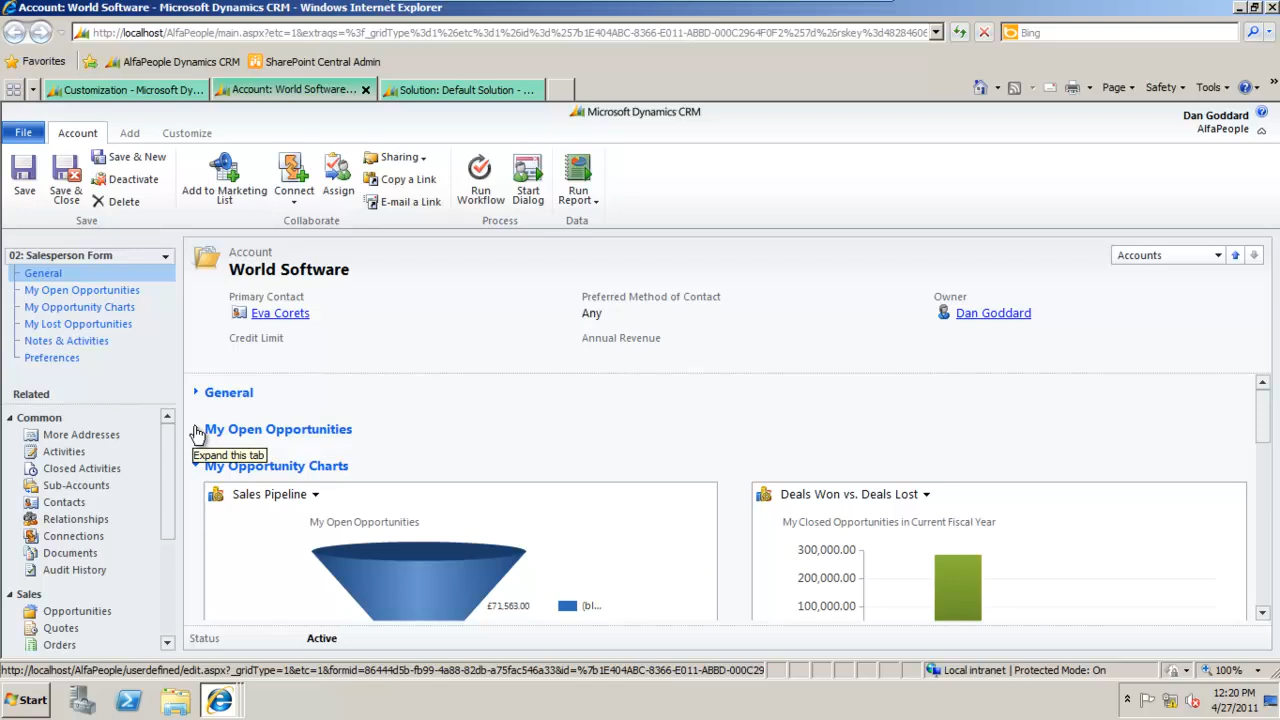 Account: World Software - Microsoft Dynamics CRM - Windows Internet Explorer
http://localhost/AlfaPeople/main.aspx?etc=1&extraqs=%3f_gridType%3d1%26etc%3d1%26id%3d%257b1E404ABC-8366-E011-ABBD-000C2964F0F2%257d%26rskey%3d48284606 Bing
Favorites AlfaPeople Dynamics CRM SharePoint Central Admin
Customization - Microsoft Dy... Account: World Software... Solution: Default Solution - ... Page Safety Tools
Microsoft Dynamics CRM
Dan Goddard
AlfaPeople
File Account Add Customize
Save
Save & Close
Save & New
Deactivate
Delete
Save
Add to Marketing List
Connect
Assign
Sharing
Copy a Link
E-mail a Link
Collaborate
Run Workflow
Start Dialog
Process
Run Report
Data
02: Salesperson Form
General
My Open Opportunities
My Opportunity Charts
My Lost Opportunities
Notes & Activities
Preferences
Related
Common
More Addresses
Activities
Closed Activities
Sub-Accounts
Contacts
Relationships
Connections
Documents
Audit History
Sales
Opportunities
Quotes
Orders
Account
World Software
Accounts
Primary Contact Preferred Method of Contact Owner
Eva Corets Any Dan Goddard
Credit Limit Annual Revenue
General
My Open Opportunities
Expand this tab
My Opportunity Charts
Sales Pipeline
My Open Opportunities
£71,563.00 (bl...
Deals Won vs. Deals Lost
My Closed Opportunities in Current Fiscal Year
300,000.00
200,000.00
100,000.00
Status Active
http://localhost/AlfaPeople/userdefined/edit.aspx?_gridType=1&etc=1&formid=86444d5b-fb99-4a88-82db-a75fac546a33&id=%7b1E404ABC-8366-E011-ABBD-000C29 Local intranet | Protected Mode: On 100%
Start 12:20 PM
4/27/2011